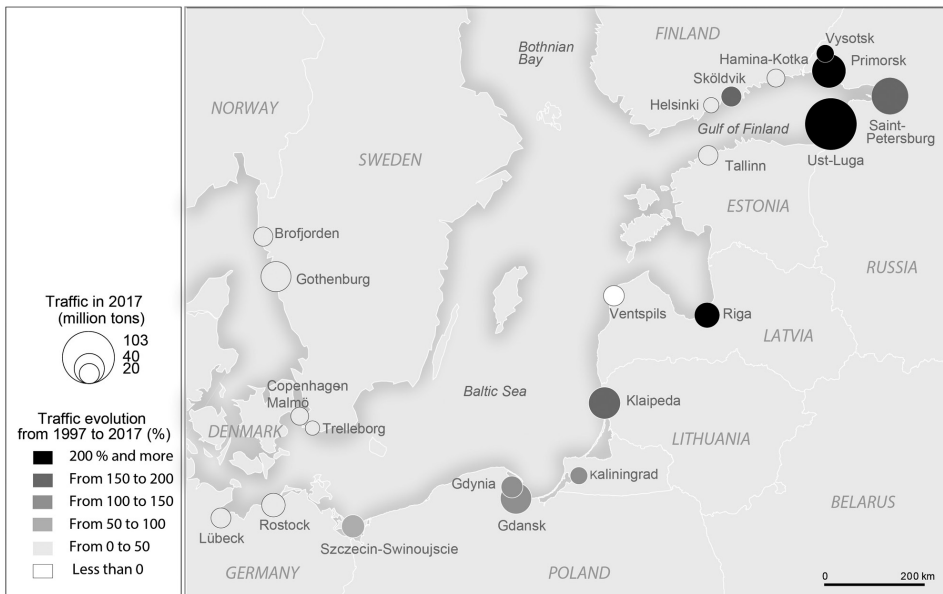 Traffic in 2017
(million tons)
103
40
20
Traffic evolution
from 1997 to 2017 (%)
200 % and more
From 150 to 200
From 100 to 150
From 50 to 100
From 0 to 50
Less than 0
NORWAY
SWEDEN
FINLAND
ESTONIA
RUSSIA
LATVIA
LITHUANIA
BELARUS
POLAND
GERMANY
DENMARK
Bothnian
Bay
Gulf of Finland
Baltic Sea
Vysotsk
Hamina-Kotka
Primorsk
Sköldvik
Helsinki
Saint-
Petersburg
Ust-Luga
Tallinn
Brofjorden
Gothenburg
Ventspils
Riga
Copenhagen
Malmö
Trelleborg
Klaipeda
Kaliningrad
Gdynia
Gdansk
Rostock
Lübeck
Szczecin-Swinoujscie
0
200 km